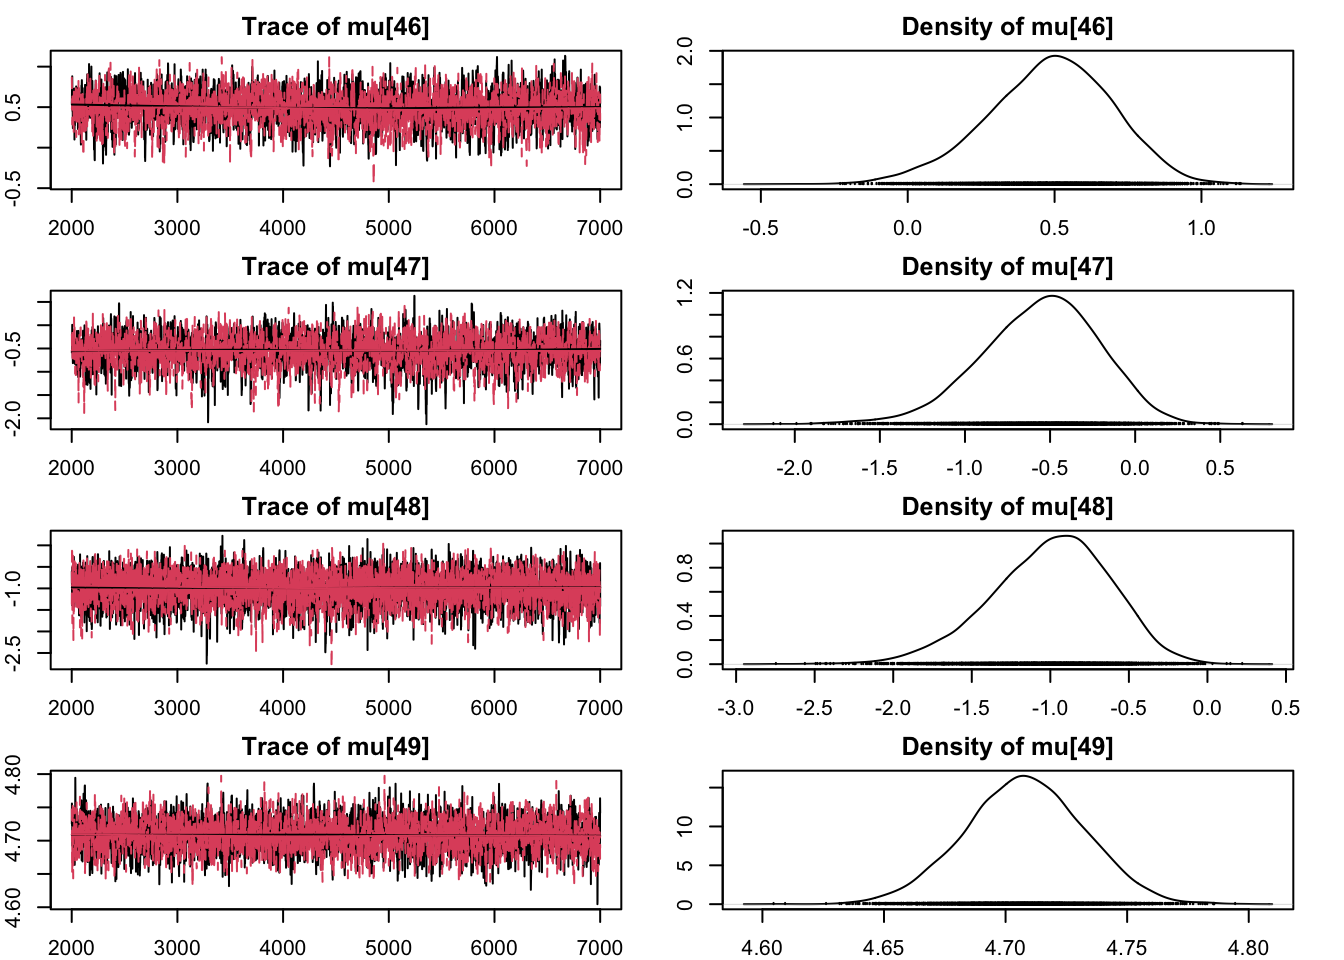 Trace of mu[46]
0.5
-0.5
2000 3000 4000 5000 6000 7000
Density of mu[46]
2.0
1.0
0.0
-0.5 0.0 0.5 1.0
Trace of mu[47]
-0.5
-2.0
2000 3000 4000 5000 6000 7000
Density of mu[47]
1.2
0.6
0.0
-2.0 -1.5 -1.0 -0.5 0.0 0.5
Trace of mu[48]
-1.0
-2.5
2000 3000 4000 5000 6000 7000
Density of mu[48]
0.8
0.4
0.0
-3.0 -2.5 -2.0 -1.5 -1.0 -0.5 0.0 0.5
Trace of mu[49]
4.80
4.70
4.60
2000 3000 4000 5000 6000 7000
Density of mu[49]
10
5
0
4.60 4.65 4.70 4.75 4.80